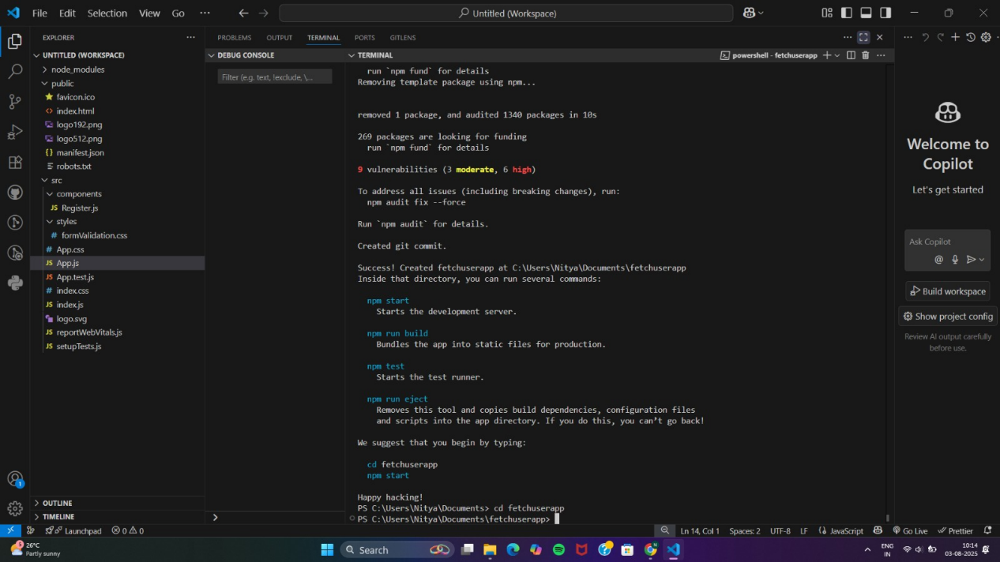 File Edit Selection View Go ···
Untitled (Workspace)
EXPLORER ···
UNTITLED (WORKSPACE)
node_modules
public
favicon.ico
index.html
logo192.png
logo512.png
manifest.json
robots.txt
src
components
JS Register.js
styles
# formValidation.css
# App.css
JS App.js
JS App.test.js
# index.css
JS index.js
logo.svg
JS reportWebVitals.js
JS setupTests.js
OUTLINE
TIMELINE
PROBLEMS OUTPUT TERMINAL PORTS GITLENS
DEBUG CONSOLE
Filter (e.g. text, !exclude, \...
TERMINAL
powershell - fetchuserapp
run `npm fund` for details
Removing template package using npm...
removed 1 package, and audited 1340 packages in 10s
269 packages are looking for funding
run `npm fund` for details
9 vulnerabilities (3 moderate, 6 high)
To address all issues (including breaking changes), run:
npm audit fix --force
Run `npm audit` for details.
Created git commit.
Success! Created fetchuserapp at C:\Users\Nitya\Documents\fetchuserapp
Inside that directory, you can run several commands:
npm start
Starts the development server.
npm run build
Bundles the app into static files for production.
npm test
Starts the test runner.
npm run eject
Removes this tool and copies build dependencies, configuration files
and scripts into the app directory. If you do this, you can’t go back!
We suggest that you begin by typing:
cd fetchuserapp
npm start
Happy hacking!
PS C:\Users\Nitya\Documents> cd fetchuserapp
PS C:\Users\Nitya\Documents\fetchuserapp>
Welcome to
Copilot
Let's get started
Ask Copilot
@
Build workspace
Show project config
Review AI output carefully
before use.
1
Launchpad 0 0
Ln 14, Col 1 Spaces: 2 UTF-8 LF JavaScript Go Live Prettier
5
26°C
Partly sunny
Search
ENG
IN
10:14
03-08-2025